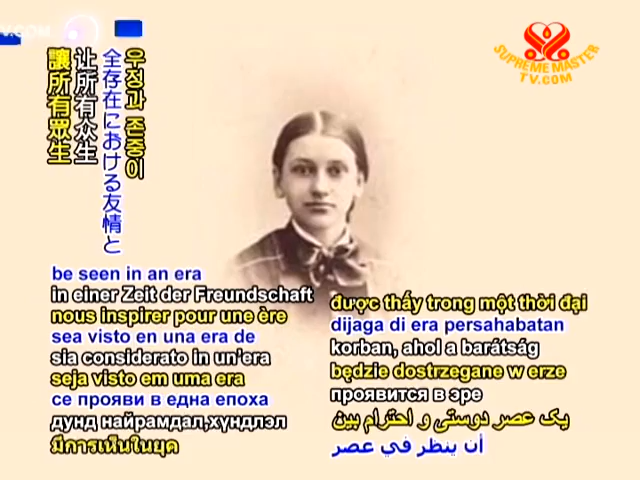 TV.COM
SUPREME MASTER
TV.COM
讓所有眾生
让所有众生
全存在における友情と
우정과 존중이
be seen in an era
in einer Zeit der Freundschaft
nous inspirer pour une ère
sea visto en una era de
sia considerato in un'era
seja visto em uma era
се прояви в една епоха
дунд найрамдал,хүндлэл
มีการเห็นในยุค
được thấy trong một thời đại
dijaga di era persahabatan
korban, ahol a barátság
będzie dostrzegane w erze
проявится в эре
یک عصر دوستی و احترام بین
أن ينظر في عصر